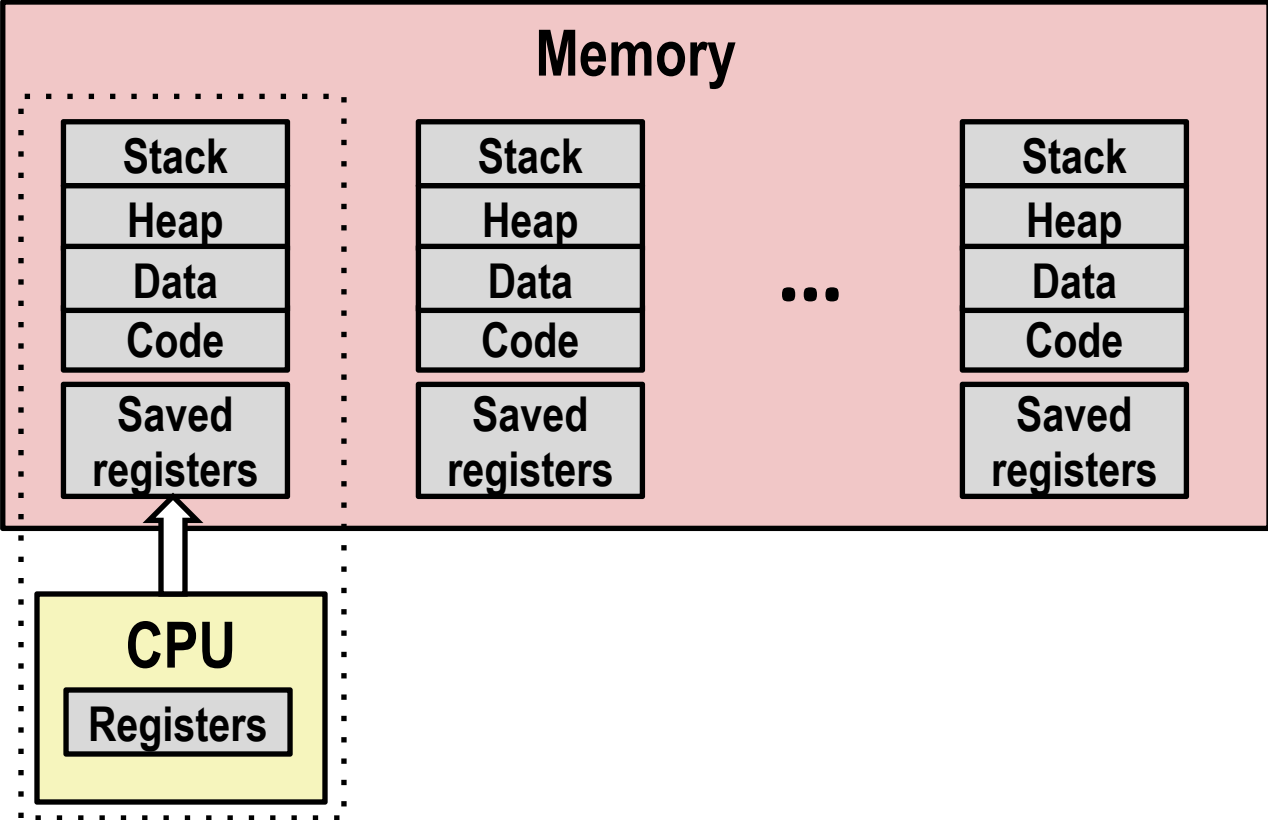 Memory
Stack
Heap
Data
Code
Saved
registers
Stack
Heap
Data
Code
Saved
registers
...
Stack
Heap
Data
Code
Saved
registers
CPU
Registers